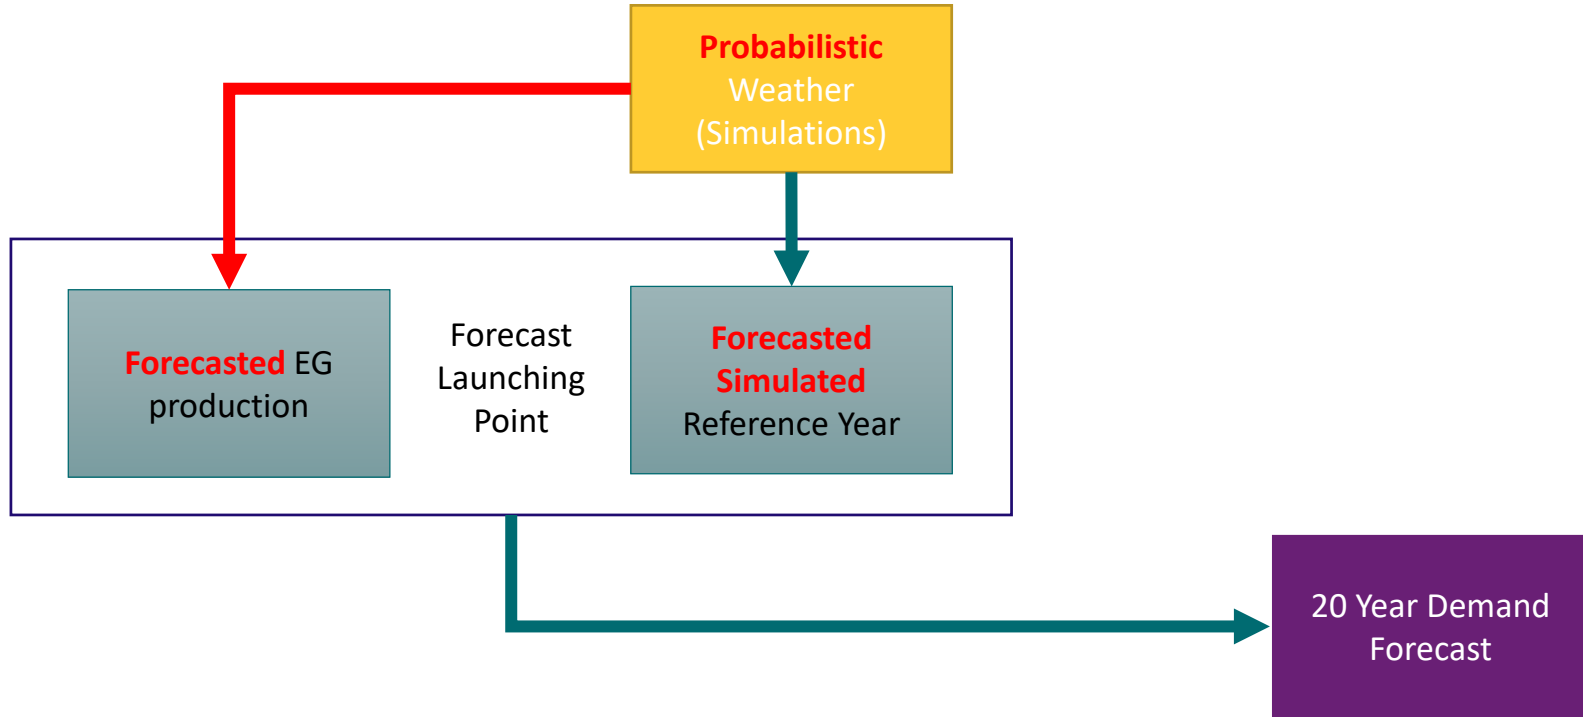 Probabilistic
Weather
(Simulations)
Forecasted EG
production
Forecast
Launching
Point
Forecasted
Simulated
Reference Year
20 Year Demand
Forecast